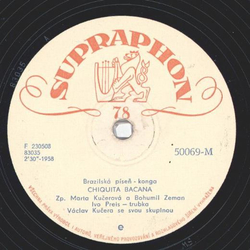 SUPRAPHON
78
F 230508
83035
2'30"-1958
50069-M
Brazilská píseň - konga
CHIQUITA BACANA
Zp. Maria Kučerová a Bohumil Zeman
Ivo Preis — trubka
Václav Kučera se svou skupinou